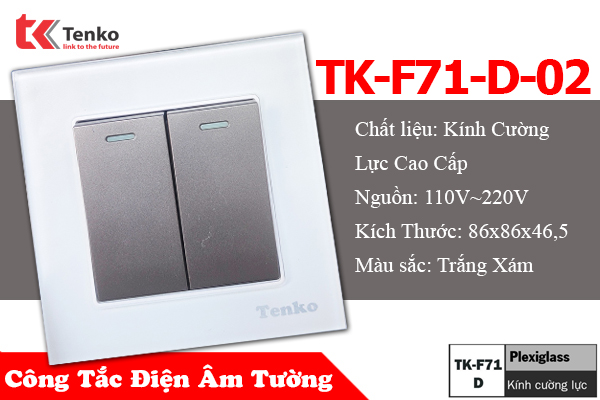 tk Tenko
link to the future
TK-F71-D-02
Chất liệu: Kính Cường
Lực Cao Cấp
Nguồn: 110V~220V
Kích Thước: 86x86x46,5
Màu sắc: Trắng Xám
Tenko
Công Tắc Điện Âm Tường
TK-F71
D
Plexiglass
Kính cường lực